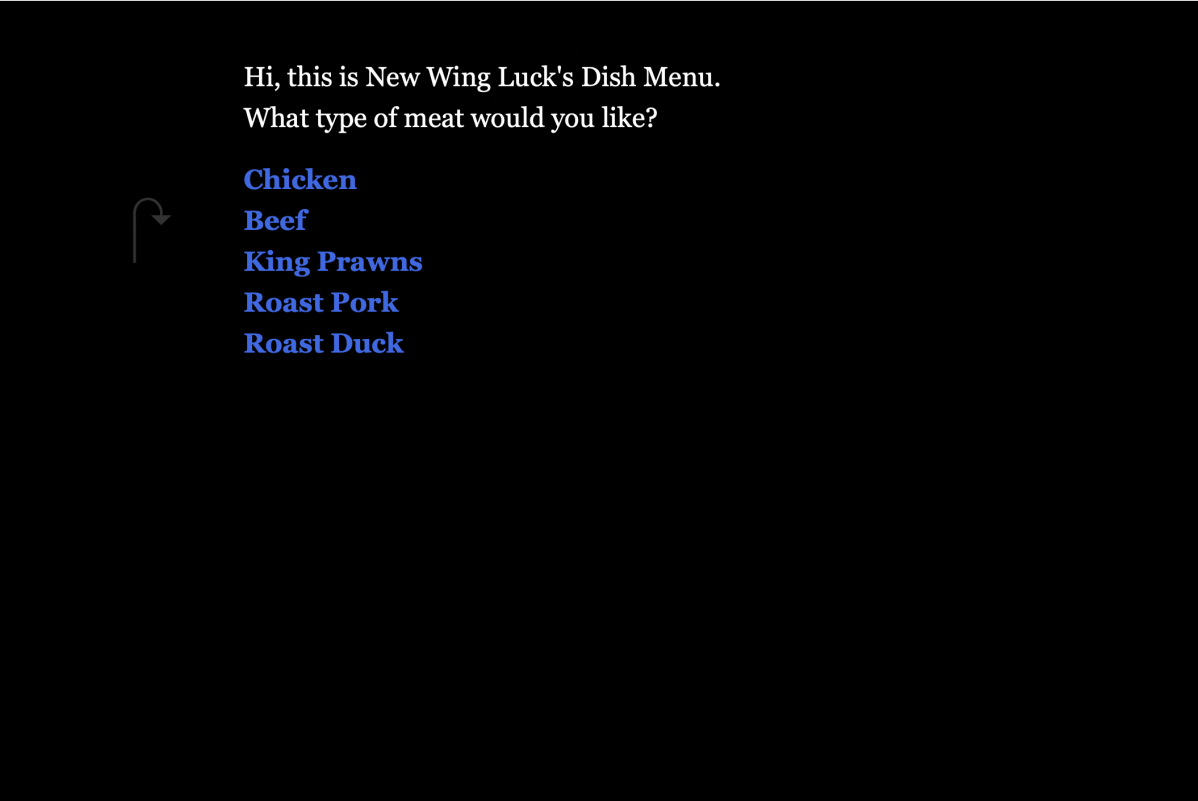 Hi, this is New Wing Luck's Dish Menu.
What type of meat would you like?
Chicken
Beef
King Prawns
Roast Pork
Roast Duck